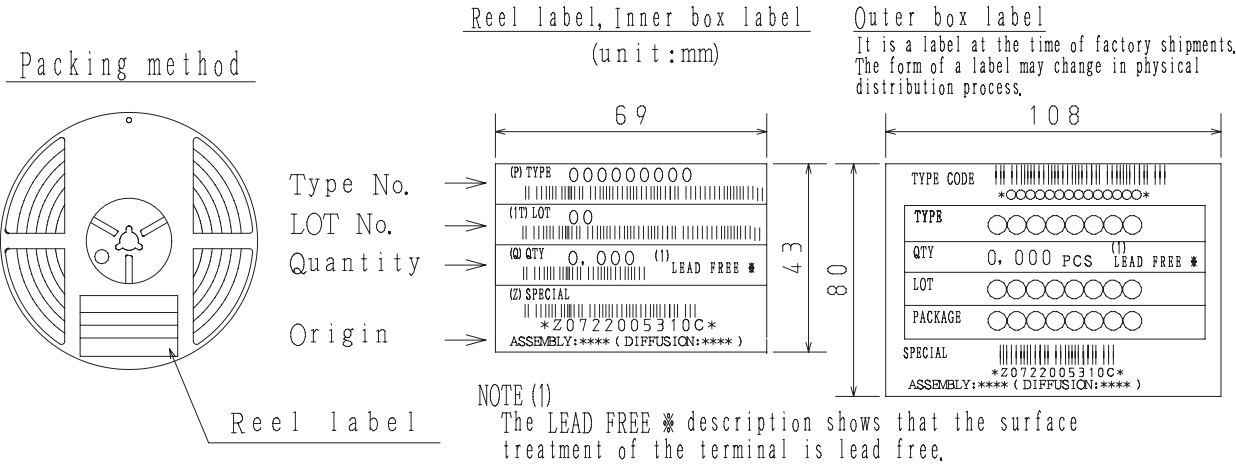 Packing method
Reel label
Reel label, Inner box label
(unit:mm)
69
Type No.
LOT No.
Quantity
Origin
(P) TYPE 000000000
(1T) LOT 00
(Q) QTY 0,000 (1) LEAD FREE ※
(Z) SPECIAL
*Z0722005310C*
ASSEMBLY:**** ( DIFFUSION:**** )
43
Outer box label
It is a label at the time of factory shipments.
The form of a label may change in physical
distribution process.
108
80
TYPE CODE
*○○○○○○○○○○○○○○*
TYPE ○○○○○○○○
QTY 0,000 PCS (1) LEAD FREE ※
LOT ○○○○○○○○
PACKAGE ○○○○○○○○
SPECIAL
*Z0722005310C*
ASSEMBLY:**** ( DIFFUSION:**** )
NOTE (1)
The LEAD FREE ※ description shows that the surface
treatment of the terminal is lead free.